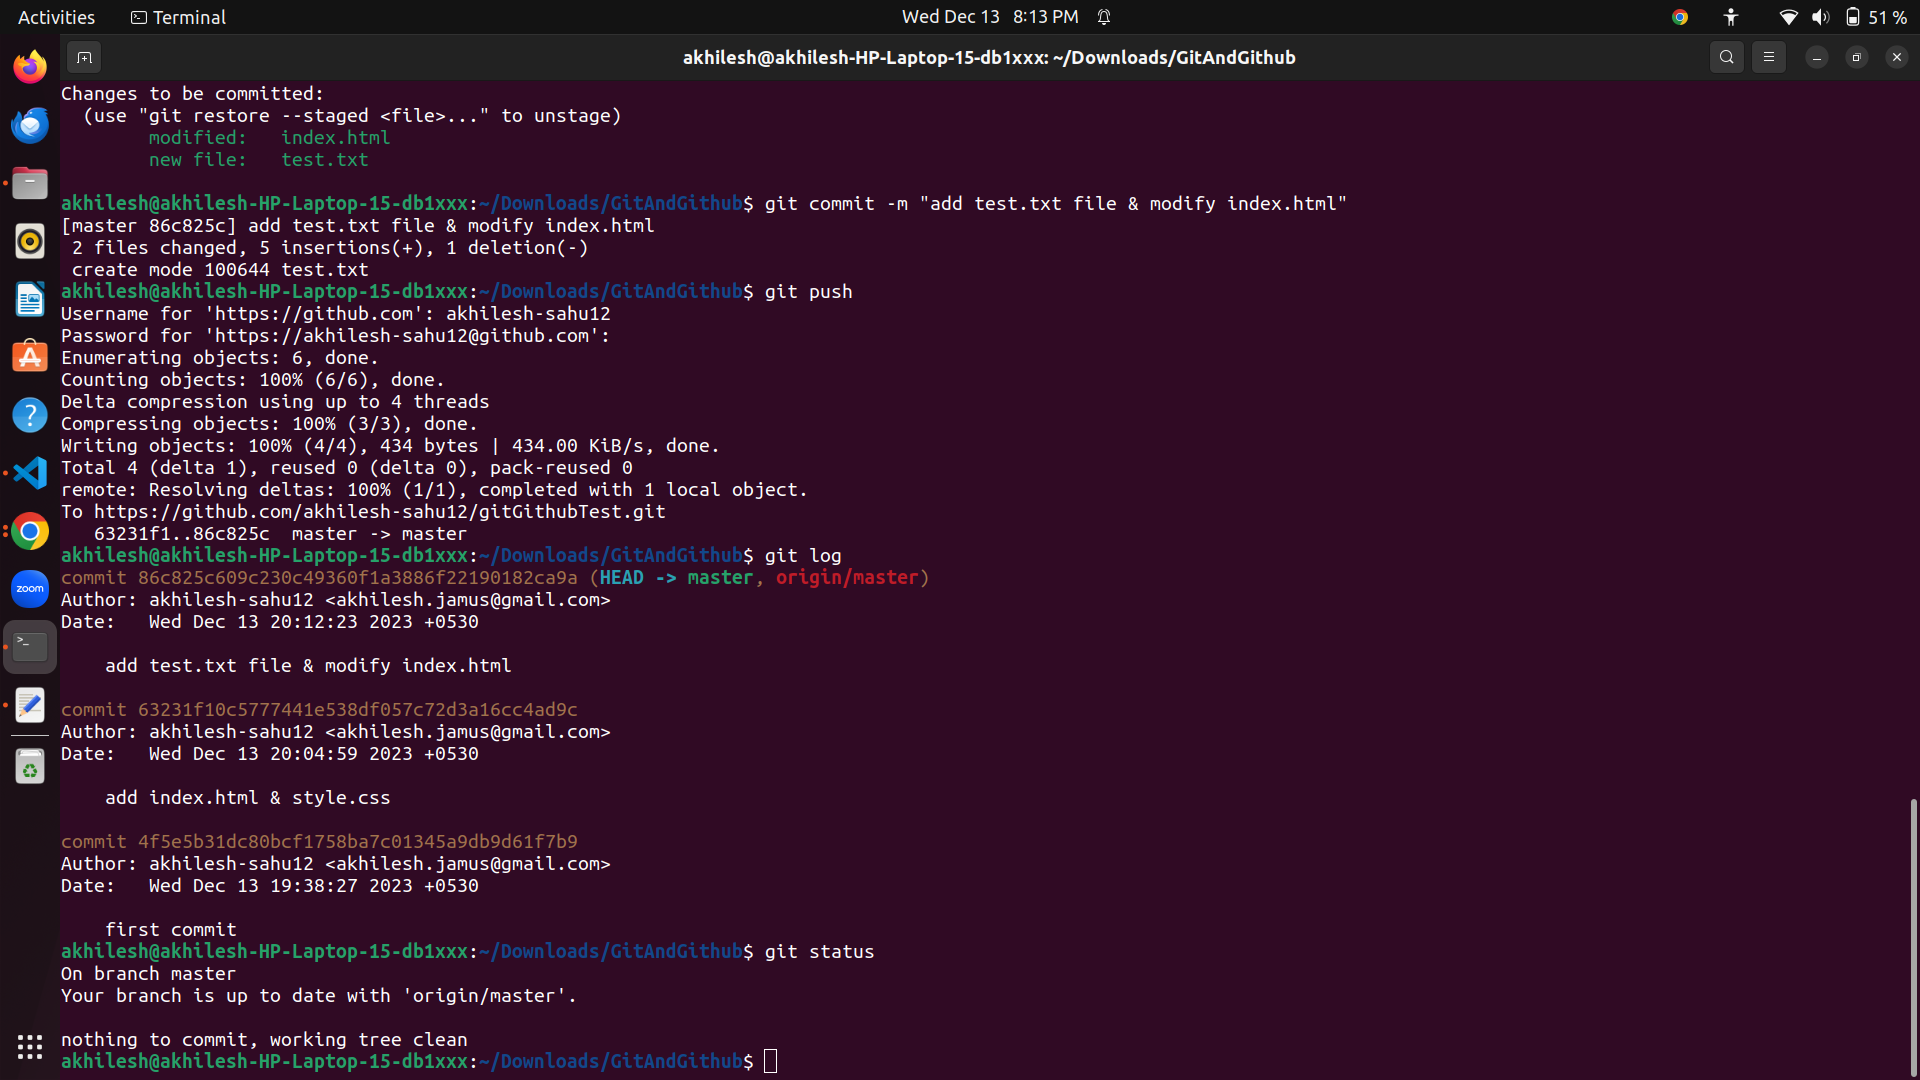 Activities Terminal Wed Dec 13 8:13 PM 51 %
akhilesh@akhilesh-HP-Laptop-15-db1xxx: ~/Downloads/GitAndGithub
Changes to be committed:
  (use "git restore --staged <file>..." to unstage)
        modified:   index.html
        new file:   test.txt
akhilesh@akhilesh-HP-Laptop-15-db1xxx:~/Downloads/GitAndGithub$ git commit -m "add test.txt file & modify index.html"
[master 86c825c] add test.txt file & modify index.html
 2 files changed, 5 insertions(+), 1 deletion(-)
 create mode 100644 test.txt
akhilesh@akhilesh-HP-Laptop-15-db1xxx:~/Downloads/GitAndGithub$ git push
Username for 'https://github.com': akhilesh-sahu12
Password for 'https://akhilesh-sahu12@github.com':
Enumerating objects: 6, done.
Counting objects: 100% (6/6), done.
Delta compression using up to 4 threads
Compressing objects: 100% (3/3), done.
Writing objects: 100% (4/4), 434 bytes | 434.00 KiB/s, done.
Total 4 (delta 1), reused 0 (delta 0), pack-reused 0
remote: Resolving deltas: 100% (1/1), completed with 1 local object.
To https://github.com/akhilesh-sahu12/gitGithubTest.git
   63231f1..86c825c  master -> master
akhilesh@akhilesh-HP-Laptop-15-db1xxx:~/Downloads/GitAndGithub$ git log
commit 86c825c609c230c49360f1a3886f22190182ca9a (HEAD -> master, origin/master)
Author: akhilesh-sahu12 <akhilesh.jamus@gmail.com>
Date:   Wed Dec 13 20:12:23 2023 +0530
    add test.txt file & modify index.html
commit 63231f10c5777441e538df057c72d3a16cc4ad9c
Author: akhilesh-sahu12 <akhilesh.jamus@gmail.com>
Date:   Wed Dec 13 20:04:59 2023 +0530
    add index.html & style.css
commit 4f5e5b31dc80bcf1758ba7c01345a9db9d61f7b9
Author: akhilesh-sahu12 <akhilesh.jamus@gmail.com>
Date:   Wed Dec 13 19:38:27 2023 +0530
    first commit
akhilesh@akhilesh-HP-Laptop-15-db1xxx:~/Downloads/GitAndGithub$ git status
On branch master
Your branch is up to date with 'origin/master'.
nothing to commit, working tree clean
akhilesh@akhilesh-HP-Laptop-15-db1xxx:~/Downloads/GitAndGithub$
zoom